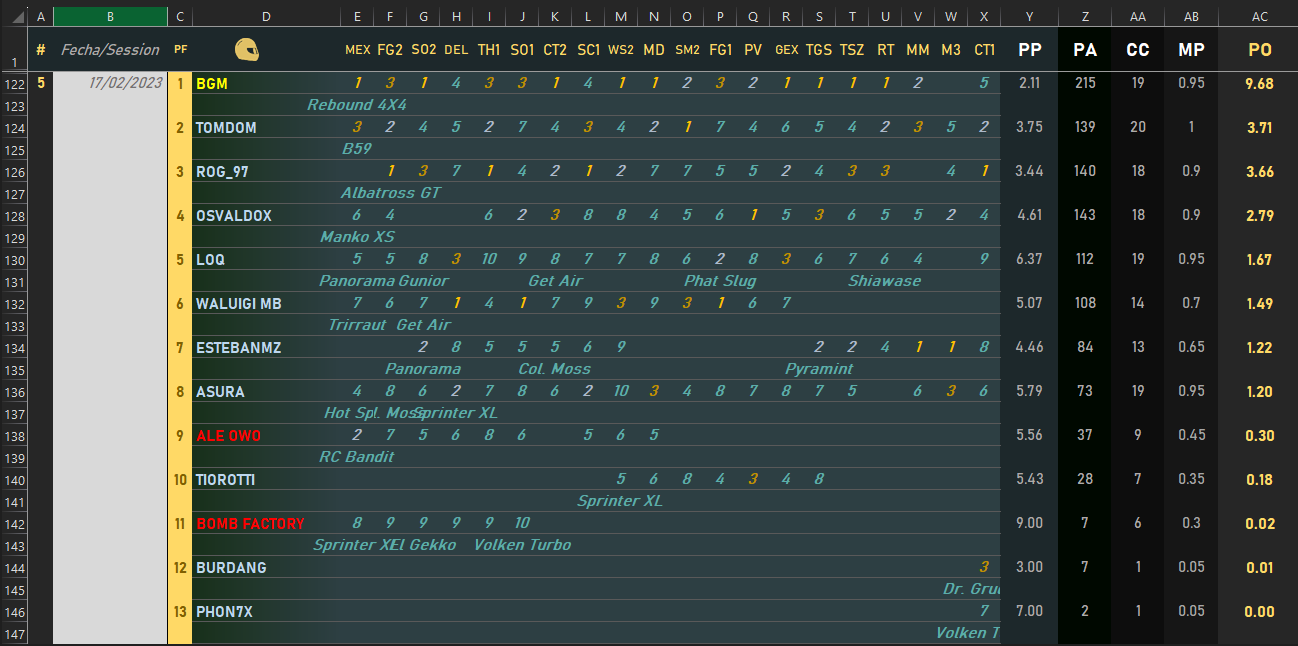 A B C D E F G H I J K L M N O P Q R S T U V W X Y Z AA AB AC
1 # Fecha/Session PF MEX FG2 SO2 DEL TH1 SO1 CT2 SC1 WS2 MD SM2 FG1 PV GEX TGS TSZ RT MM M3 CT1 PP PA CC MP PO
122 5 17/02/2023 1 BGM 1 3 1 4 3 3 1 4 1 1 2 3 2 1 1 1 1 2 5 2.11 215 19 0.95 9.68
123 Rebound 4X4
124 2 TOMDOM 3 2 4 5 2 7 4 3 4 2 1 7 4 6 5 4 2 3 5 2 3.75 139 20 1 3.71
125 B59
126 3 ROG_97 1 3 7 1 4 2 1 2 7 7 5 5 2 4 3 3 4 1 3.44 140 18 0.9 3.66
127 Albatross GT
128 4 OSVALDOX 6 4 6 2 3 8 8 4 5 6 1 5 3 6 5 5 2 4 4.61 143 18 0.9 2.79
129 Manko XS
130 5 LOQ 5 5 8 3 10 9 8 7 7 8 6 2 8 3 6 7 6 4 9 6.37 112 19 0.95 1.67
131 Panorama Gunior Get Air Phat Slug Shiawase
132 6 WALUIGI MB 7 6 7 1 4 1 7 9 3 9 3 1 6 7 5.07 108 14 0.7 1.49
133 Trirraut Get Air
134 7 ESTEBANMZ 2 8 5 5 5 6 9 2 2 4 1 1 8 4.46 84 13 0.65 1.22
135 Panorama Col. Moss Pyramint
136 8 ASURA 4 8 6 2 7 8 6 2 10 3 4 8 7 8 7 5 6 3 6 5.79 73 19 0.95 1.20
137 Hot Sp l. Moss Sprinter XL
138 9 ALE OWO 2 7 5 6 8 6 5 6 5 5.56 37 9 0.45 0.30
139 RC Bandit
140 10 TIOROTTI 5 6 8 4 3 4 8 5.43 28 7 0.35 0.18
141 Sprinter XL
142 11 BOMB FACTORY 8 9 9 9 9 10 9.00 7 6 0.3 0.02
143 Sprinter XL El Gekko Volken Turbo
144 12 BURDANG 3 3.00 7 1 0.05 0.01
145 Dr. Gru
146 13 PHON7X 7 7.00 2 1 0.05 0.00
147 Volken T